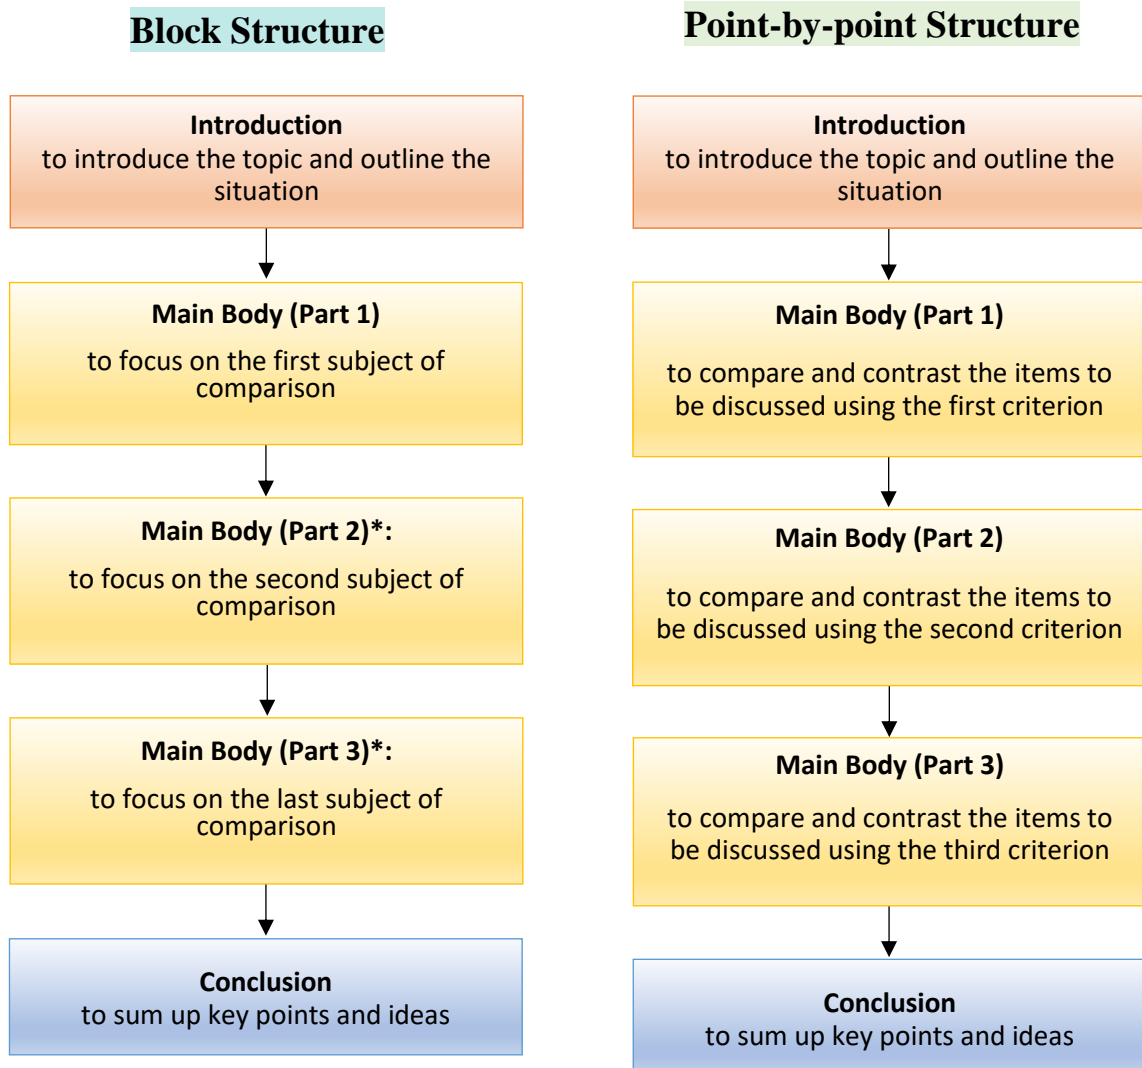 Block Structure
Introduction
to introduce the topic and outline the
situation
Main Body (Part 1)
to focus on the first subject of
comparison
Main Body (Part 2)*:
to focus on the second subject of
comparison
Main Body (Part 3)*:
to focus on the last subject of
comparison
Conclusion
to sum up key points and ideas
Point-by-point Structure
Introduction
to introduce the topic and outline the
situation
Main Body (Part 1)
to compare and contrast the items to
be discussed using the first criterion
Main Body (Part 2)
to compare and contrast the items to
be discussed using the second criterion
Main Body (Part 3)
to compare and contrast the items to
be discussed using the third criterion
Conclusion
to sum up key points and ideas